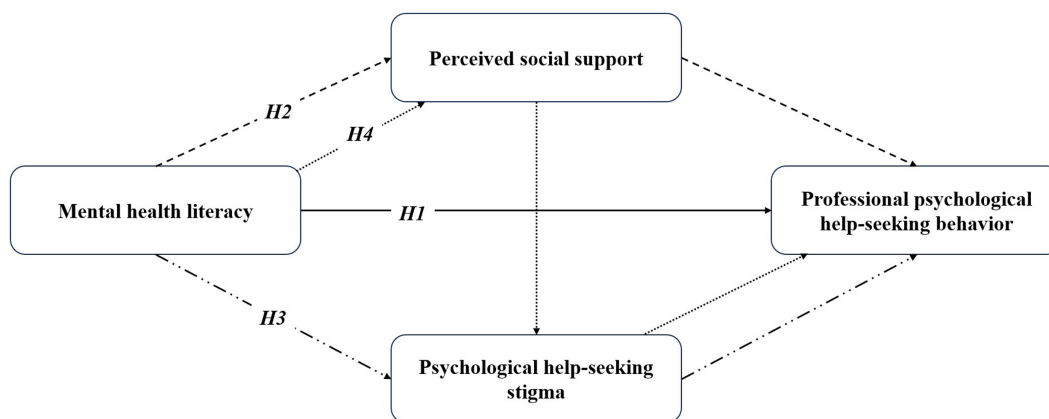 Perceived social support
H2
H4
Mental health literacy
H1
Professional psychological
help-seeking behavior
H3
Psychological help-seeking
stigma